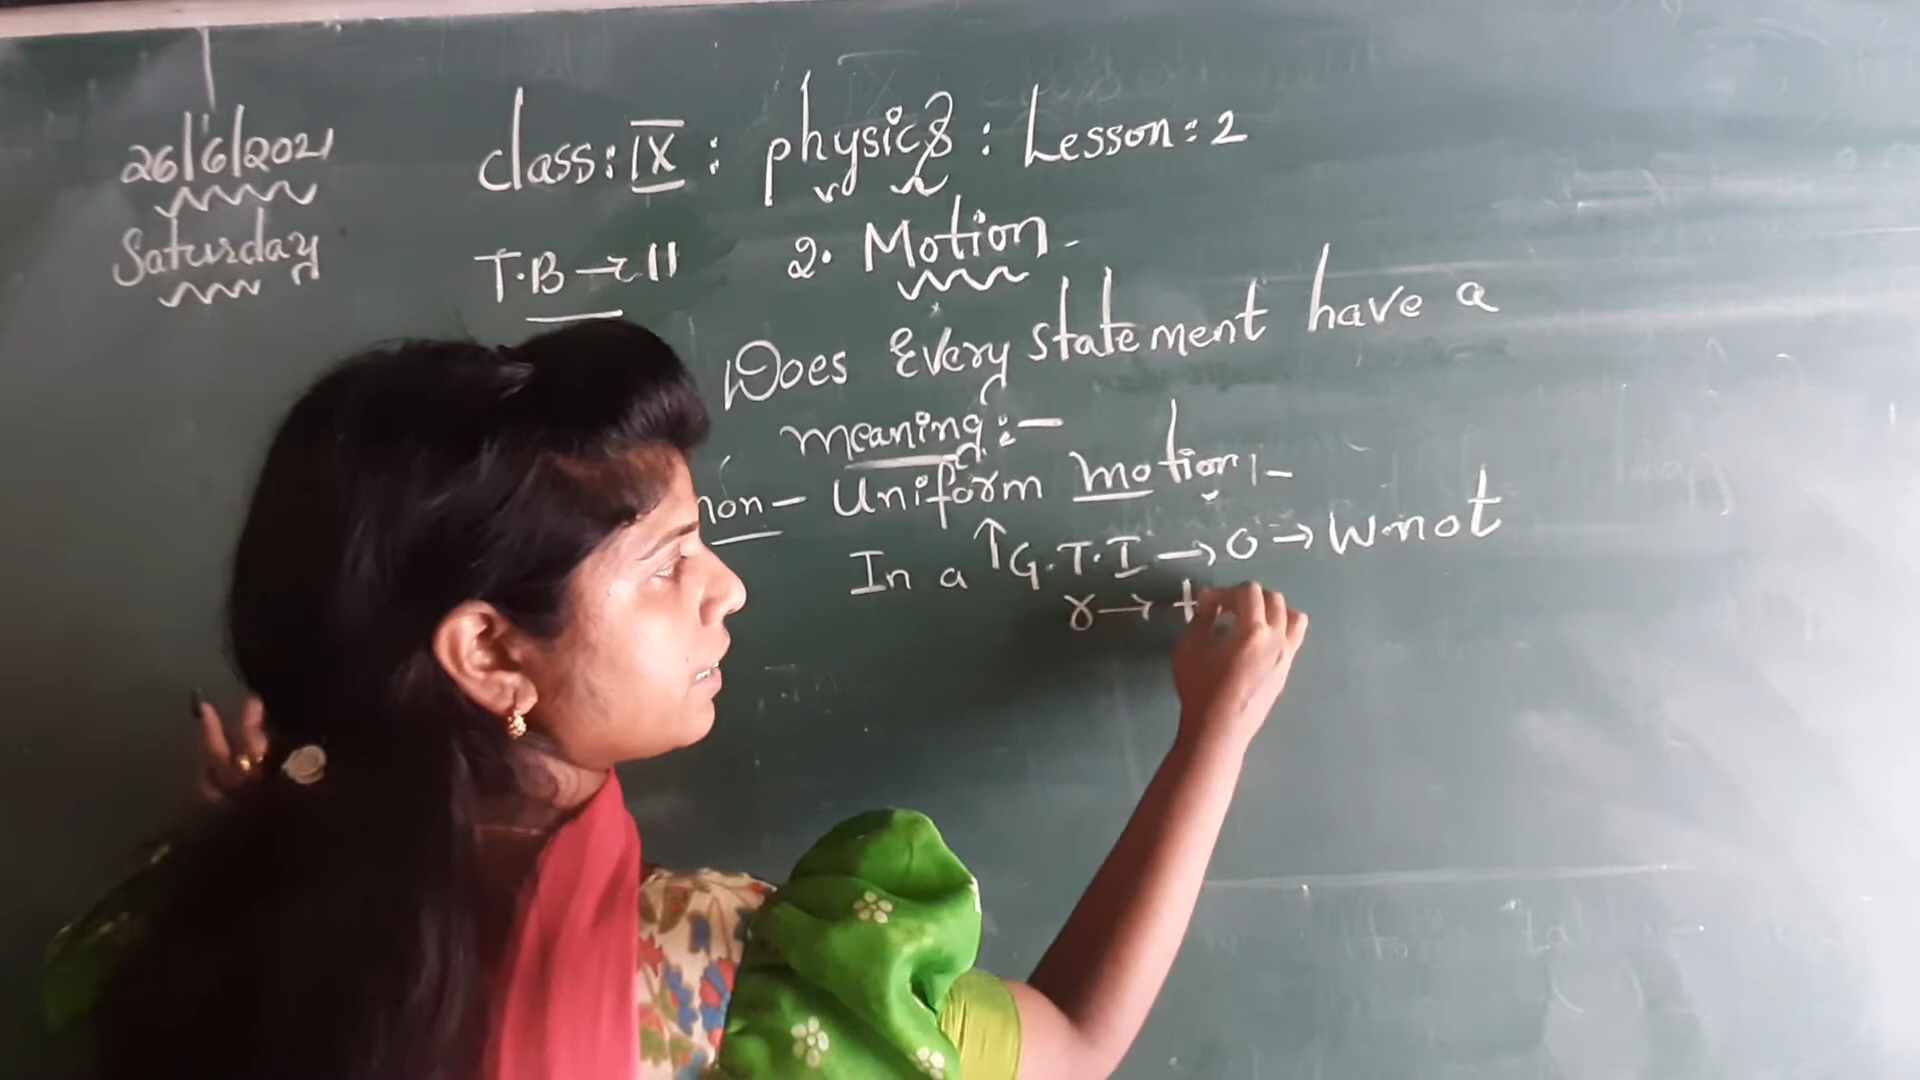 26/6/2021
Saturday
class: IX : physics : Lesson: 2
T.B → 11
2. Motion -
Does Every statement have a
meaning :-
non - Uniform motion :-
In a ↑ G.T.I → O → W.not
r → t